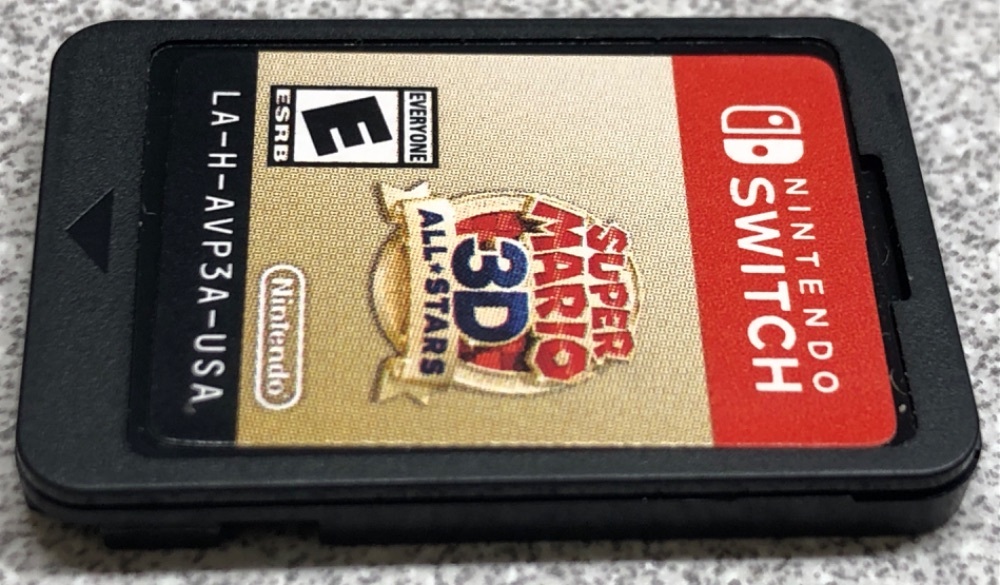 NINTENDO
SWITCH
SUPER
MARIO
3D
ALL★STARS
EVERYONE
E
ESRB
Nintendo
LA-H-AVP3A-USA